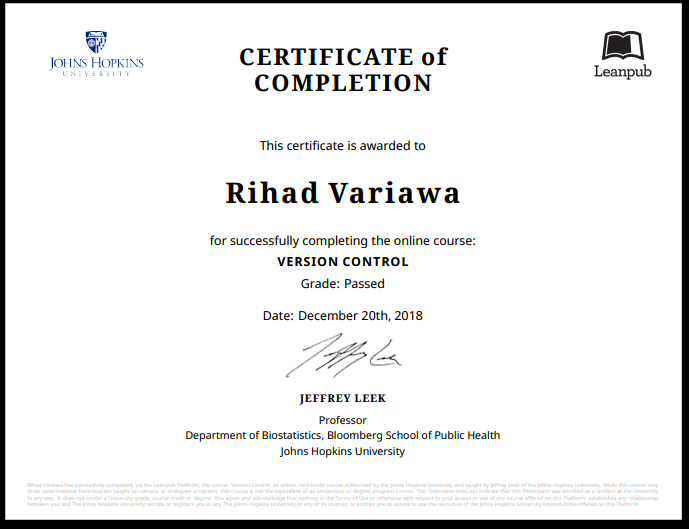 JOHNS HOPKINS
UNIVERSITY
CERTIFICATE of
COMPLETION
Leanpub
This certificate is awarded to
Rihad Variawa
for successfully completing the online course:
VERSION CONTROL
Grade: Passed
Date: December 20th, 2018
JEFFREY LEEK
Professor
Department of Biostatistics, Bloomberg School of Public Health
Johns Hopkins University
Rihad Variawa has successfully completed, via the Leanpub Platform, the course, Version Control, an online, non-credit course authorized by the Johns Hopkins University and taught by Jeffrey Leek of the Johns Hopkins University. While this course may
draw upon material from courses taught on-campus or in degree programs, this course is not the equivalent of an on-campus or degree program course. This Statement does not indicate that this Participant was enrolled as a student at the University
in any way. It does not confer a University grade, course credit or degree. You agree and acknowledge that nothing in the Terms of Use or otherwise with respect to your access or use of any course offered on this Platform: establishes any relationship
between you and The Johns Hopkins University; enrolls or registers you in any The Johns Hopkins University or any of its courses; or entitles you to access to use the resources of the Johns Hopkins University beyond those offered on this Platform.